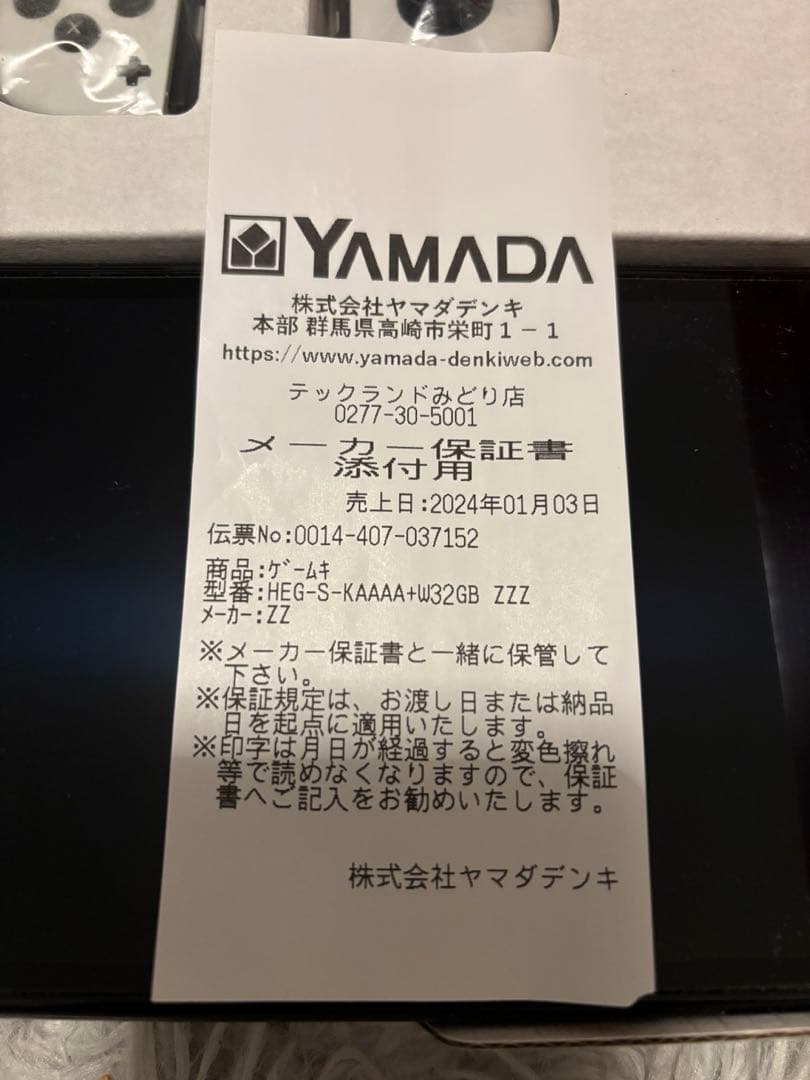 X
YAMADA
株式会社ヤマダデンキ
本部 群馬県高崎市栄町1-1
https://www.yamada-denkiweb.com
テックランドみどり店
0277-30-5001
メーカー保証書
添付用
売上日:2024年01月03日
伝票No:0014-407-037152
商品:ゲームキ
型番:HEG-S-KAAAA+W32GB ZZZ
メーカー:ZZ
※メーカー保証書と一緒に保管して
下さい。
※保証規定は、お渡し日または納品
日を起点に適用いたします。
※印字は月日が経過すると変色擦れ
等で読めなくなりますので、保証
書へご記入をお勧めいたします。
株式会社ヤマダデンキ